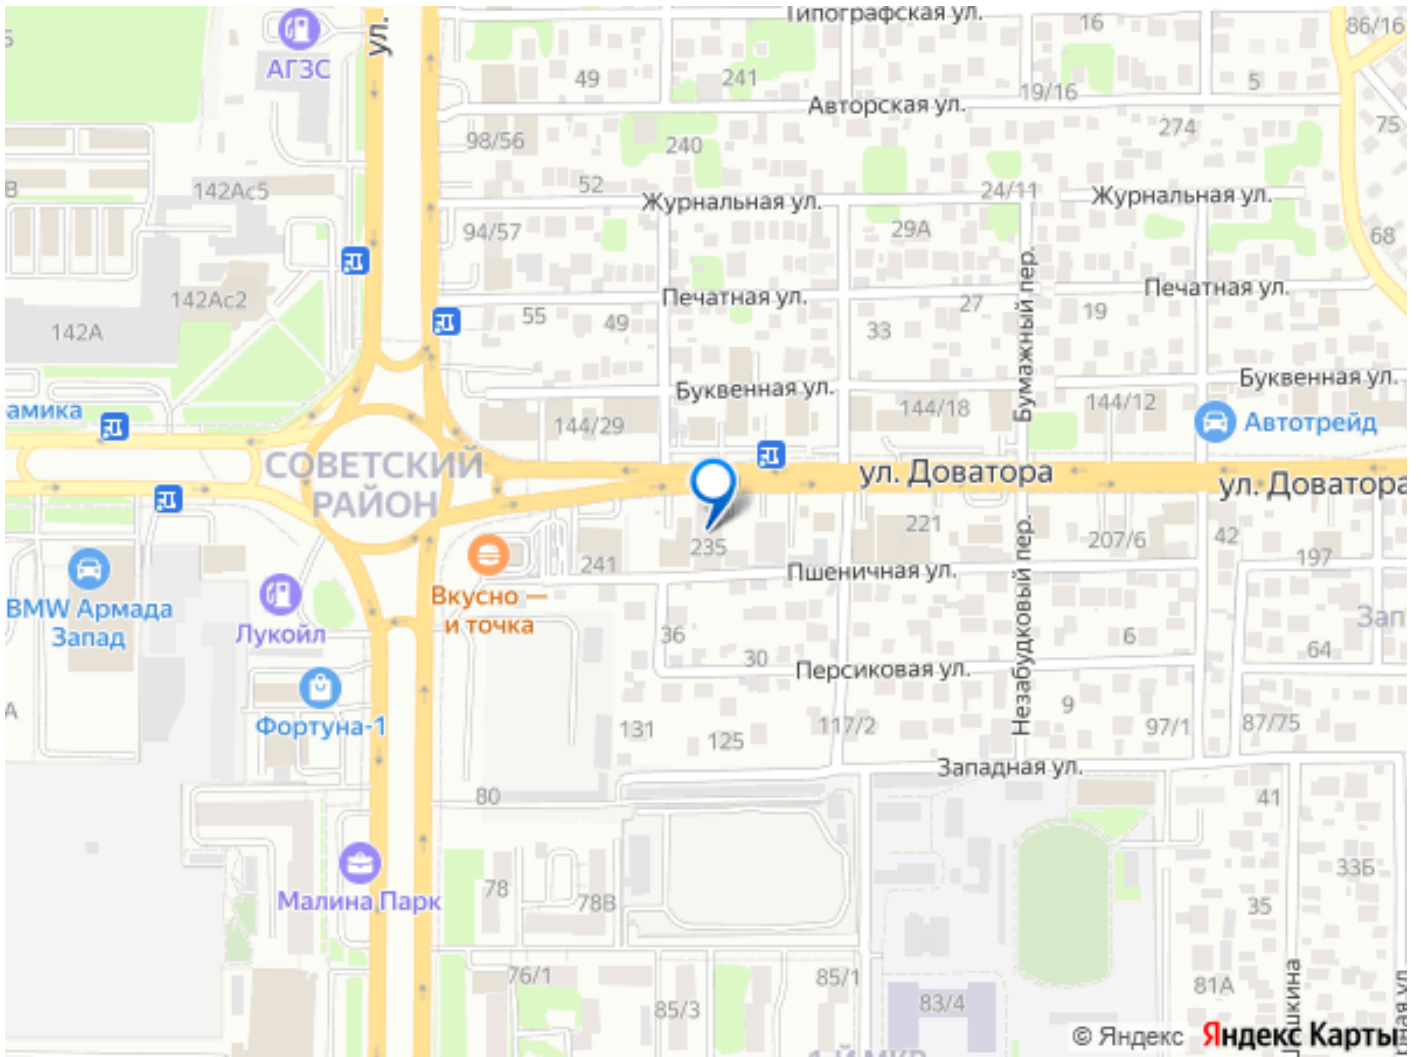 Типографская ул.
ул.
16
86/16
АГЗС
49
241
19/16
5
Авторская ул.
98/56
240
274
75
142Ас5
52
24/11
Журнальная ул.
Журнальная ул.
94/57
29А
68
142Ас2
Печатная ул.
Печатная ул.
27
19
142А
55
49
33
Бумажный пер.
Буквенная ул.
Буквенная ул.
144/18
144/12
амика
144/29
Автотрейд
СОВЕТСКИЙ
РАЙОН
ул. Доватора
ул. Доватора
221
42
207/6
197
235
241
Пшеничная ул.
Незабудковый пер.
BMW Армада
Запад
Вкусно —
и точка
Лукойл
Зап
36
6
30
64
Персиковая ул.
Фортуна-1
131
125
117/2
9
97/1
87/75
Западная ул.
80
41
33Б
Малина Парк
78
78В
35
76/1
85/1
85/3
83/4
81А
© Яндекс
Яндекс Карты